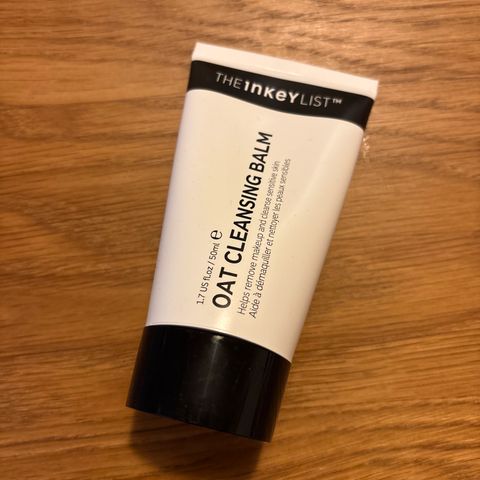 THE INKEY LIST™
1.7 US fl.oz / 50ml ℮
OAT CLEANSING BALM
Helps remove makeup and cleanse sensitive skin
Aide à démaquiller et nettoyer les peaux sensibles